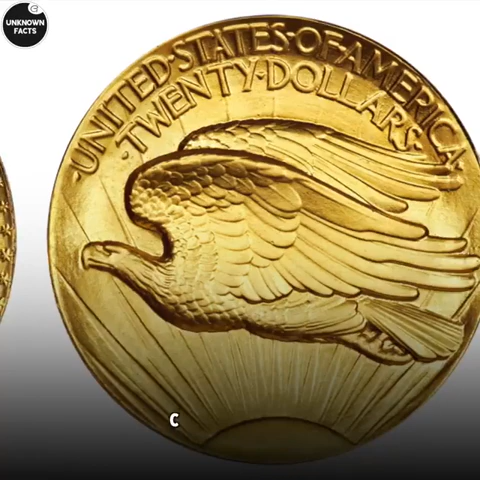 C
UNKNOWN
FACTS
·UNITED·STATES·OF·AMERICA·
·TWENTY·DOLLARS·
C